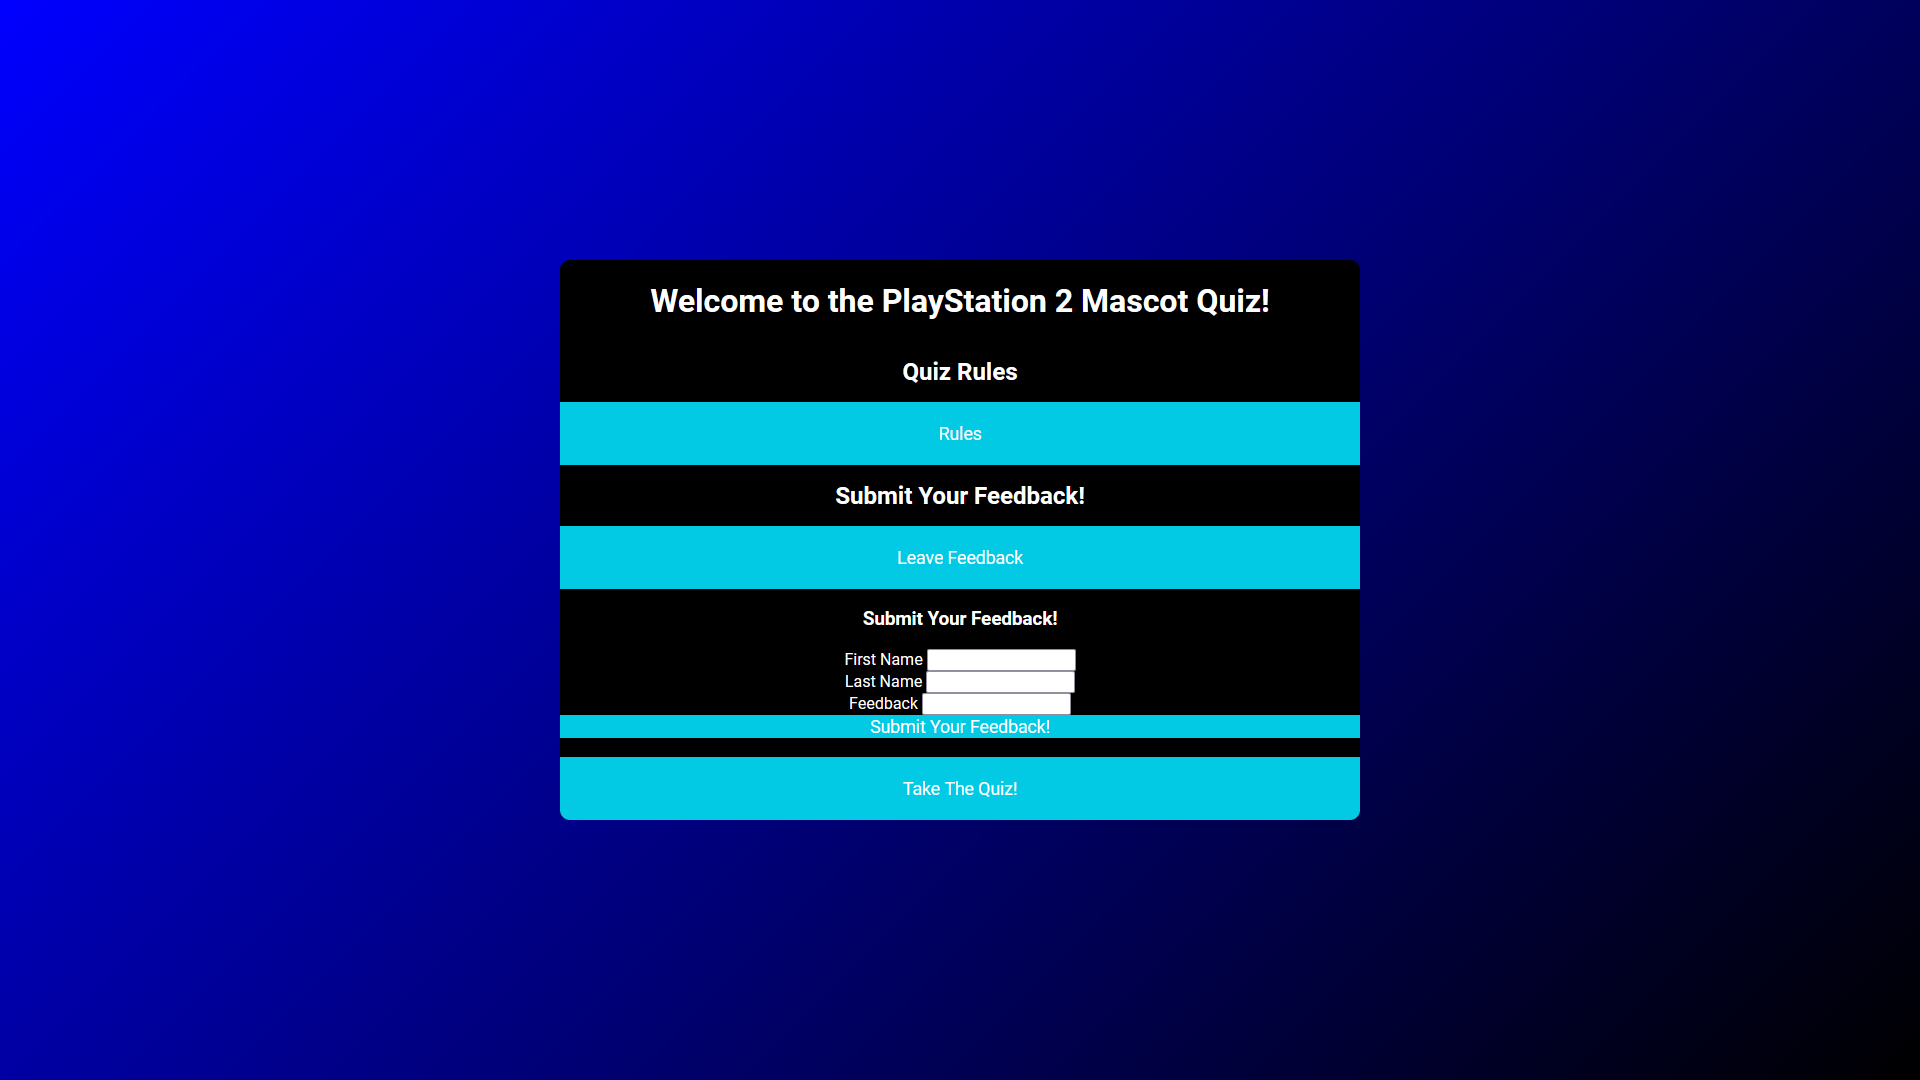 Welcome to the PlayStation 2 Mascot Quiz!
Quiz Rules
Rules
Submit Your Feedback!
Leave Feedback
Submit Your Feedback!
First Name
Last Name
Feedback
Submit Your Feedback!
Take The Quiz!